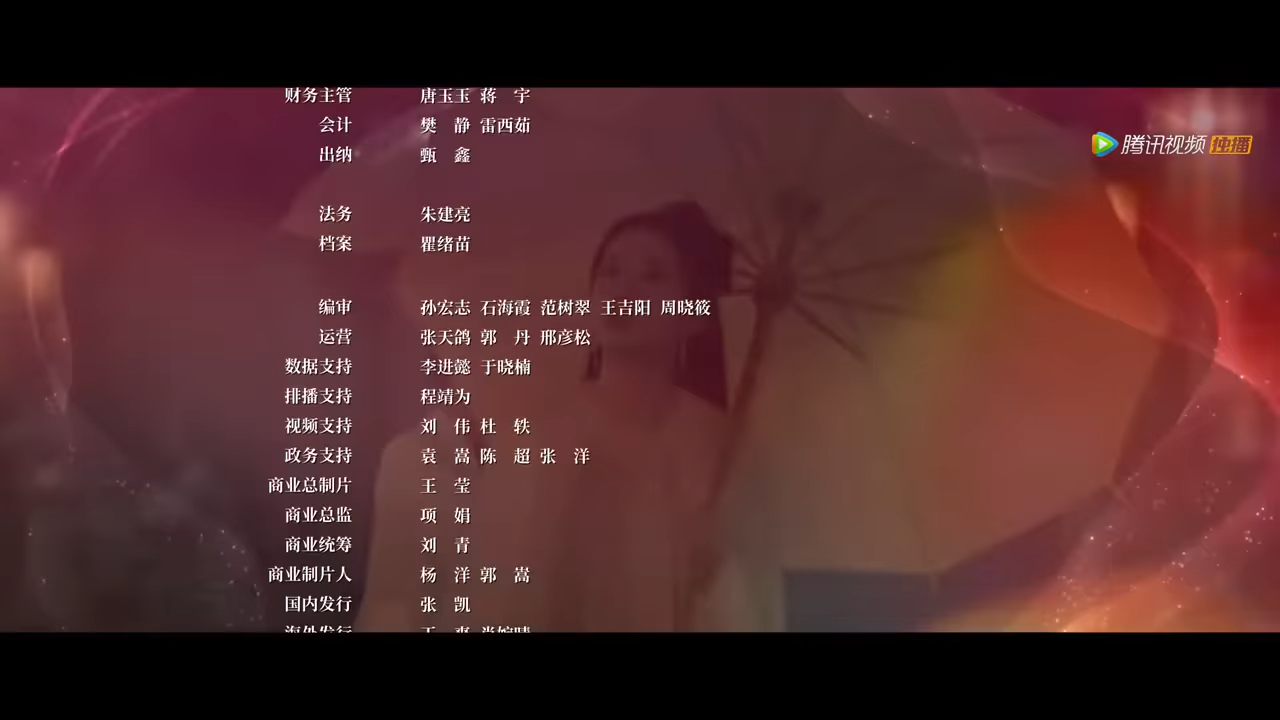 财务主管 唐玉玉 蒋 宇
会计 樊 静 雷西茹
出纳 甄 鑫
腾讯视频 独播
法务 朱建亮
档案 瞿绪苗
编审 孙宏志 石海霞 范树翠 王吉阳 周晓筱
运营 张天鸽 郭 丹 邢彦松
数据支持 李进懿 于晓楠
排播支持 程靖为
视频支持 刘 伟 杜 轶
政务支持 袁 嵩 陈 超 张 洋
商业总制片 王 莹
商业总监 项 娟
商业统筹 刘 青
商业制片人 杨 洋 郭 嵩
国内发行 张 凯
海外发行